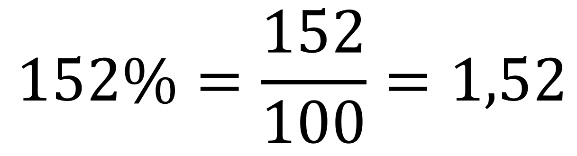 152% = 152/100 = 1,52